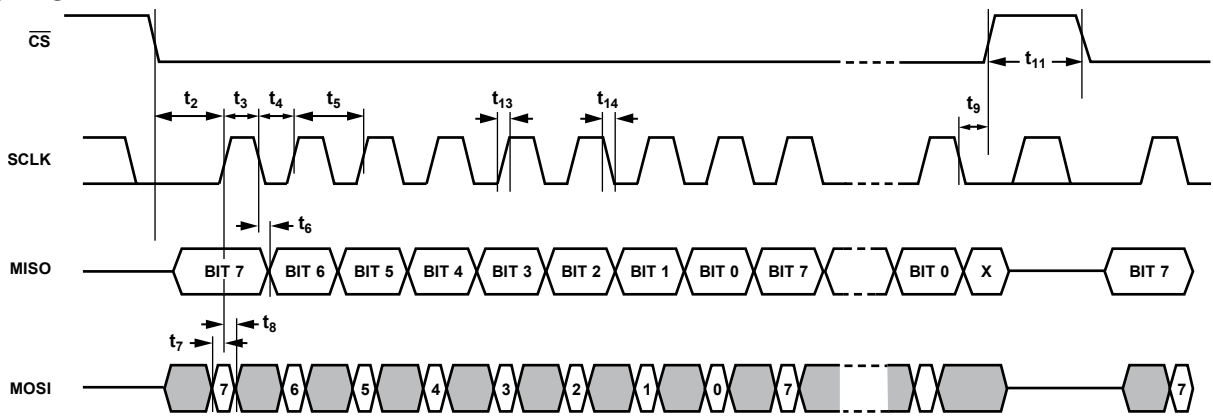 CS
t11
t2 t3 t4 t5 t13 t14 t9
SCLK
t6
MISO BIT 7 BIT 6 BIT 5 BIT 4 BIT 3 BIT 2 BIT 1 BIT 0 BIT 7 BIT 0 X BIT 7
t8
t7
MOSI 7 6 5 4 3 2 1 0 7 7